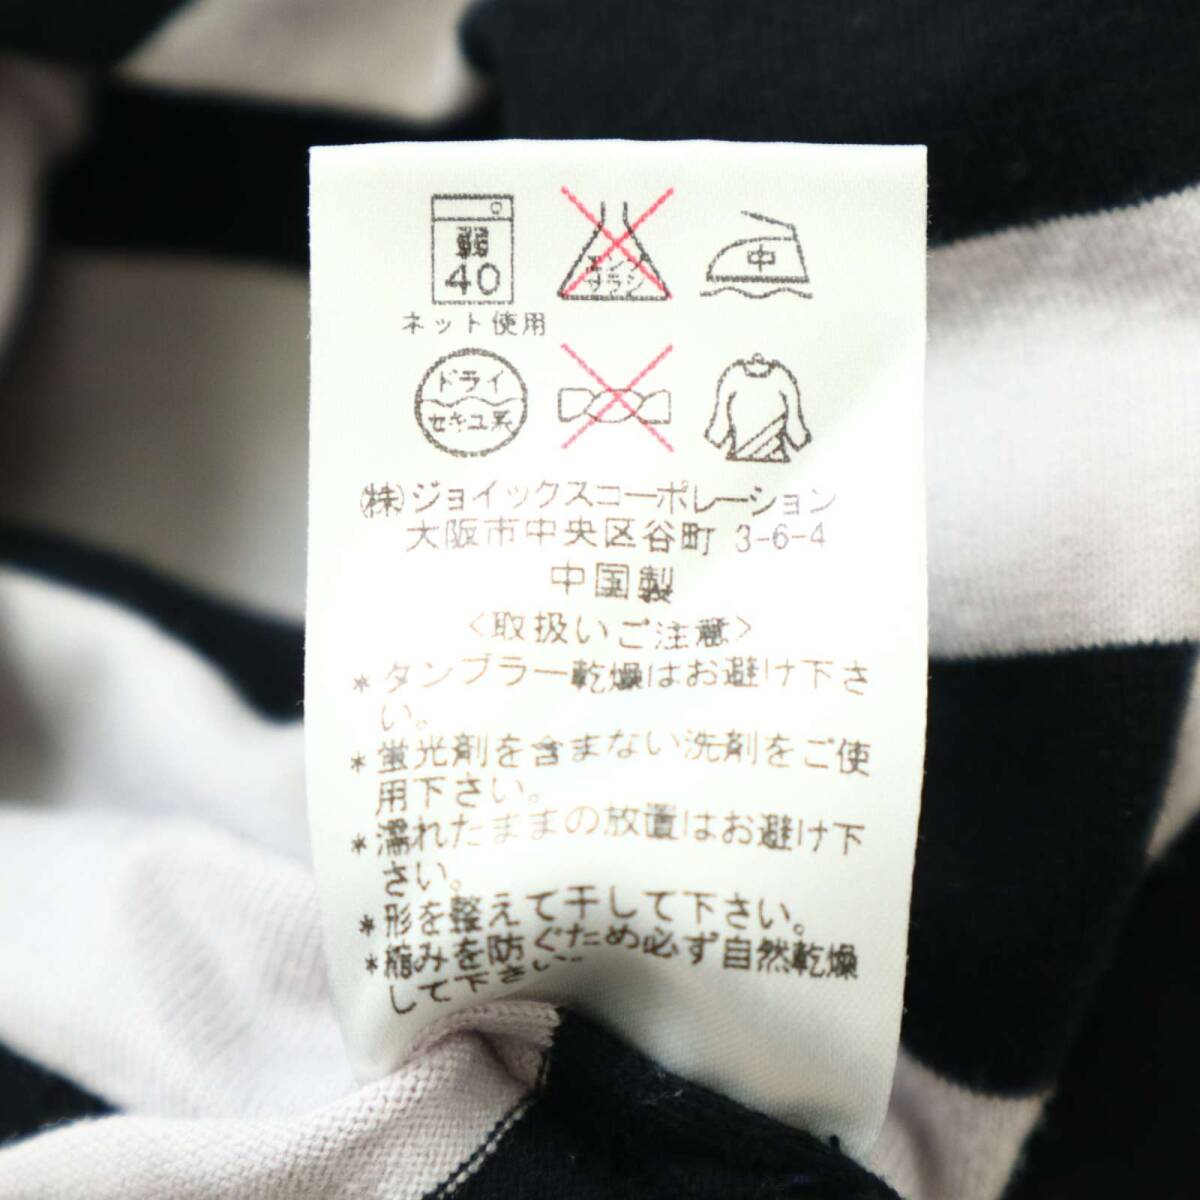 弱
40
エンソ
サラシ
中
ネット使用
ドライ
セキユ系
㈱ジョイックスコーポレーション
大阪市中央区谷町 3-6-4
中国製
<取扱いご注意>
*タンブラー乾燥はお避け下さ
い。
*蛍光剤を含まない洗剤をご使
用下さい。
*濡れたままの放置はお避け下
さい。
*形を整えて干して下さい。
*縮みを防ぐため必ず自然乾燥
して下さい